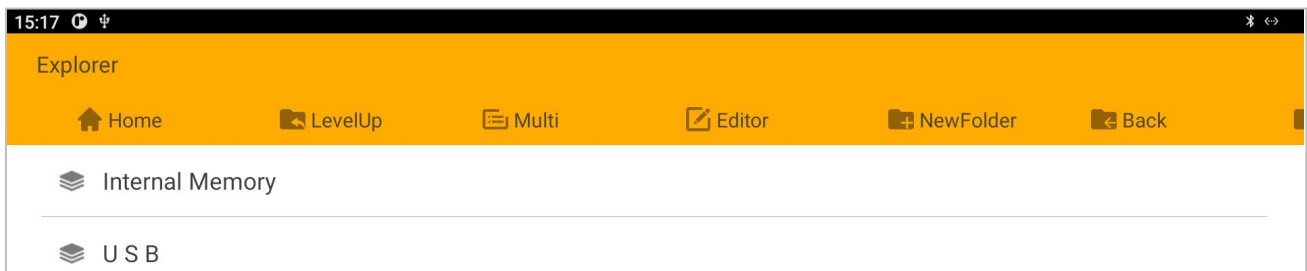 15:17
Explorer
Home LevelUp Multi Editor NewFolder Back
Internal Memory
U S B